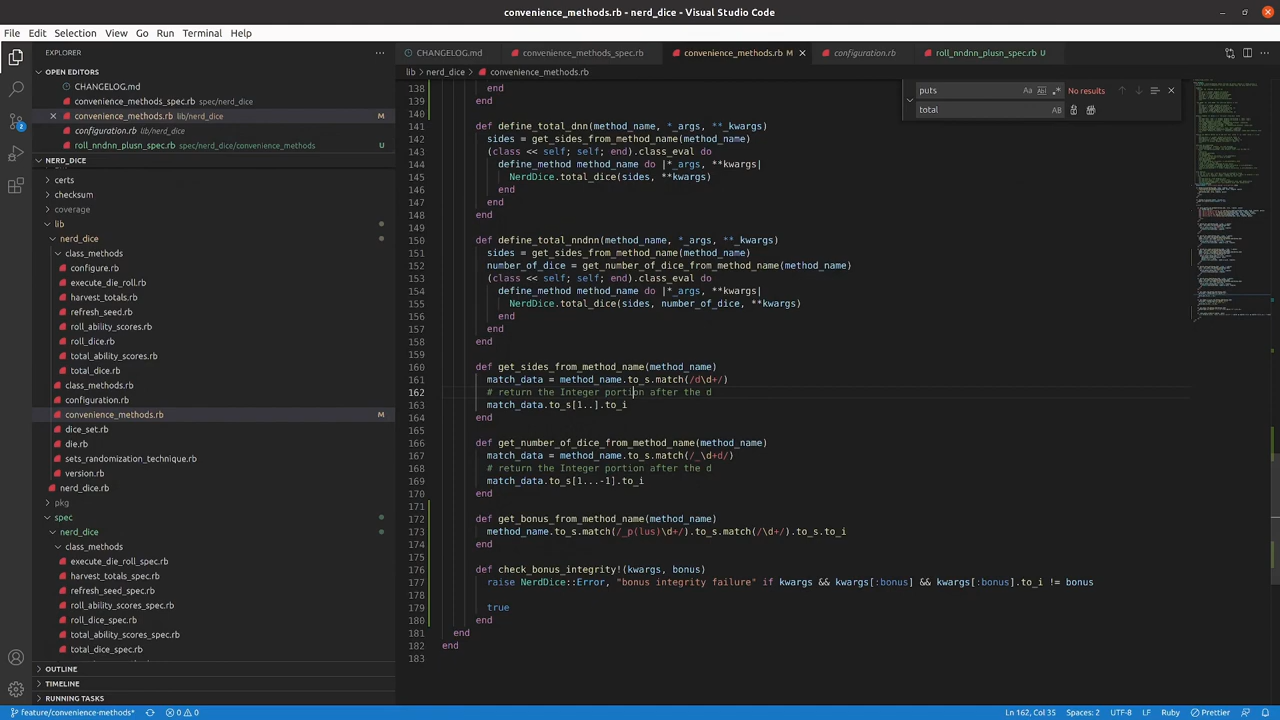 convenience_methods.rb - nerd_dice - Visual Studio Code
File Edit Selection View Go Run Terminal Help
EXPLORER
CHANGELOG.md convenience_methods_spec.rb convenience_methods.rb M configuration.rb roll_nndnn_plusn_spec.rb U
OPEN EDITORS
CHANGELOG.md
convenience_methods_spec.rb spec/nerd_dice
convenience_methods.rb lib/nerd_dice M
configuration.rb lib/nerd_dice
roll_nndnn_plusn_spec.rb spec/nerd_dice/convenience_methods U
NERD_DICE
certs
checksum
coverage
lib
nerd_dice
class_methods
configure.rb
execute_die_roll.rb
harvest_totals.rb
refresh_seed.rb
roll_ability_scores.rb
roll_dice.rb
total_ability_scores.rb
total_dice.rb
class_methods.rb
configuration.rb
convenience_methods.rb
dice_set.rb
die.rb
sets_randomization_technique.rb
version.rb
nerd_dice.rb
pkg
spec
nerd_dice
class_methods
execute_die_roll_spec.rb
harvest_totals_spec.rb
refresh_seed_spec.rb
roll_ability_scores_spec.rb
roll_dice_spec.rb
total_ability_scores_spec.rb
total_dice_spec.rb
OUTLINE
TIMELINE
RUNNING TASKS
2
lib > nerd_dice > convenience_methods.rb
puts Aa ab .* No results
total AB
138 end
139 end
140
141 def define_total_dnn(method_name, *_args, **_kwargs)
142 sides = get_sides_from_method_name(method_name)
143 (class << self; self; end).class_eval do
144 define_method method_name do |*_args, **kwargs|
145 NerdDice.total_dice(sides, **kwargs)
146 end
147 end
148 end
149
150 def define_total_nndnn(method_name, *_args, **_kwargs)
151 sides = get_sides_from_method_name(method_name)
152 number_of_dice = get_number_of_dice_from_method_name(method_name)
153 (class << self; self; end).class_eval do
154 define_method method_name do |*_args, **kwargs|
155 NerdDice.total_dice(sides, number_of_dice, **kwargs)
156 end
157 end
158 end
159
160 def get_sides_from_method_name(method_name)
161 match_data = method_name.to_s.match(/d\d+/)
162 # return the Integer portion after the d
163 match_data.to_s[1..].to_i
164 end
165
166 def get_number_of_dice_from_method_name(method_name)
167 match_data = method_name.to_s.match(/_\d+d/)
168 # return the Integer portion after the d
169 match_data.to_s[1...-1].to_i
170 end
171
172 def get_bonus_from_method_name(method_name)
173 method_name.to_s.match(/_p(lus)\d+/).to_s.match(/\d+/).to_s.to_i
174 end
175
176 def check_bonus_integrity!(kwargs, bonus)
177 raise NerdDice::Error, "bonus integrity failure" if kwargs && kwargs[:bonus] && kwargs[:bonus].to_i != bonus
178
179 true
180 end
181 end
182 end
183
feature/convenience-methods* 0 0 Ln 162, Col 35 Spaces: 2 UTF-8 LF Ruby Prettier